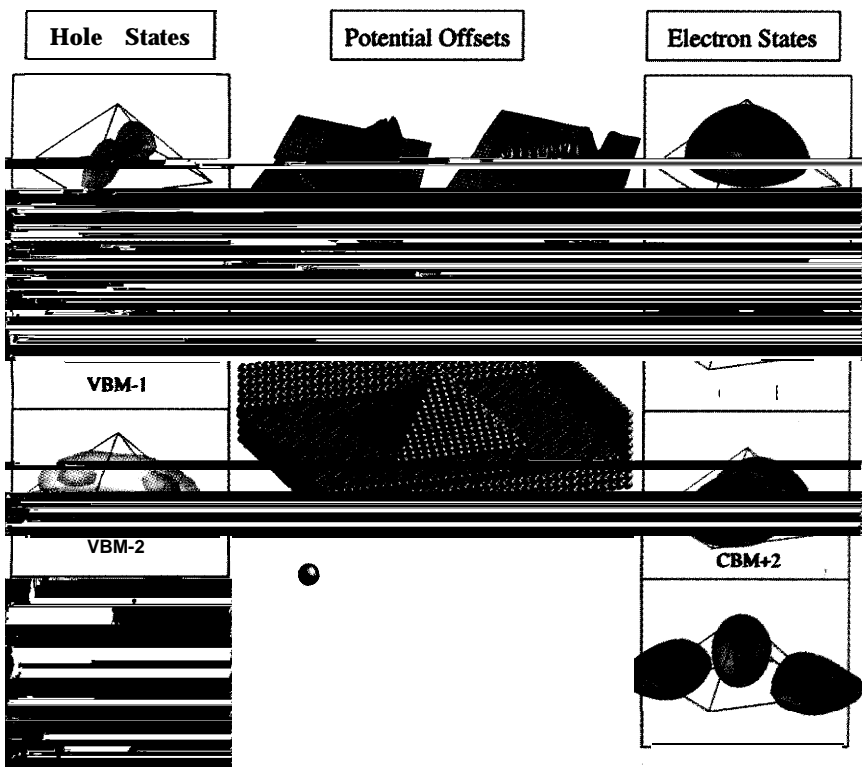 Hole States
Potential Offsets
Electron States
VBM-1
VBM-2
CBM+2